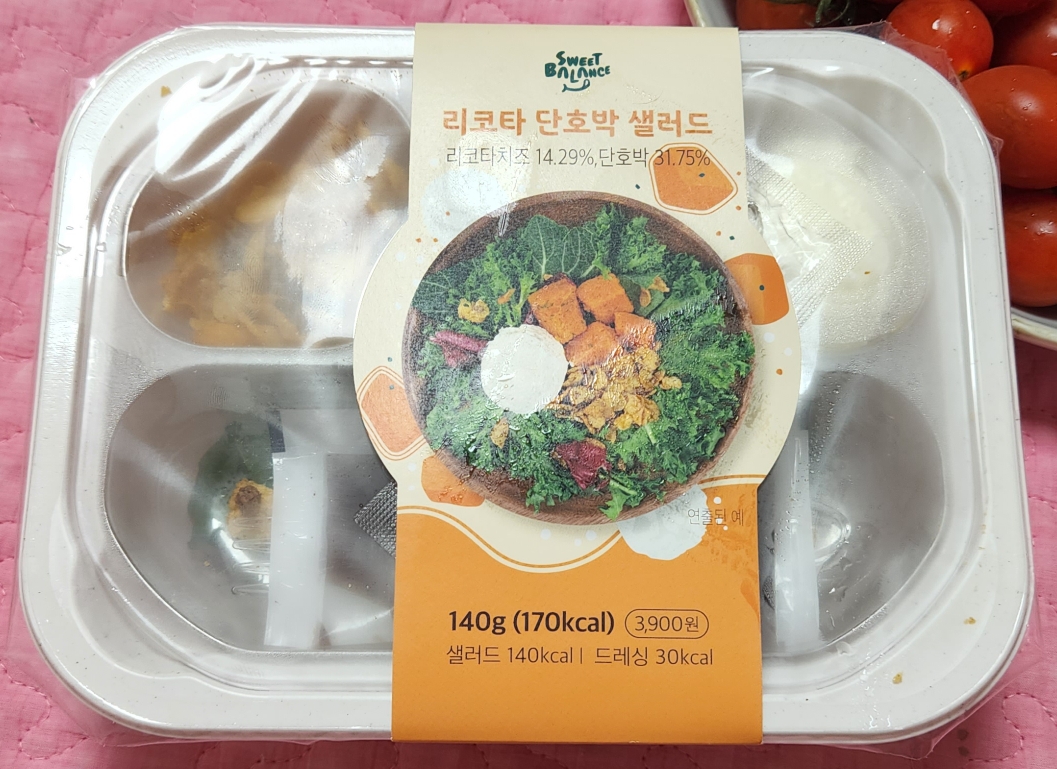 SWEET
BALANCE
리코타 단호박 샐러드
리코타치즈 14.29%,단호박 31.75%
연출된 예
140g (170kcal) 3,900원
샐러드 140kcal | 드레싱 30kcal